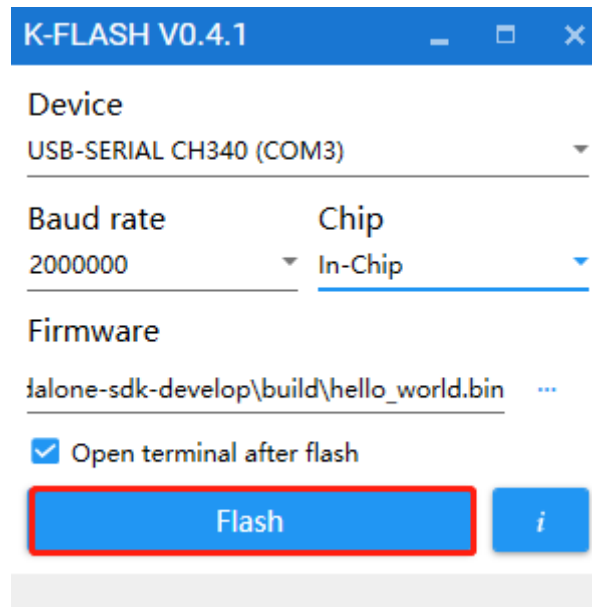 K-FLASH V0.4.1
Device
USB-SERIAL CH340 (COM3)
Baud rate Chip
2000000 In-Chip
Firmware
dalone-sdk-develop\build\hello_world.bin ...
Open terminal after flash
Flash i